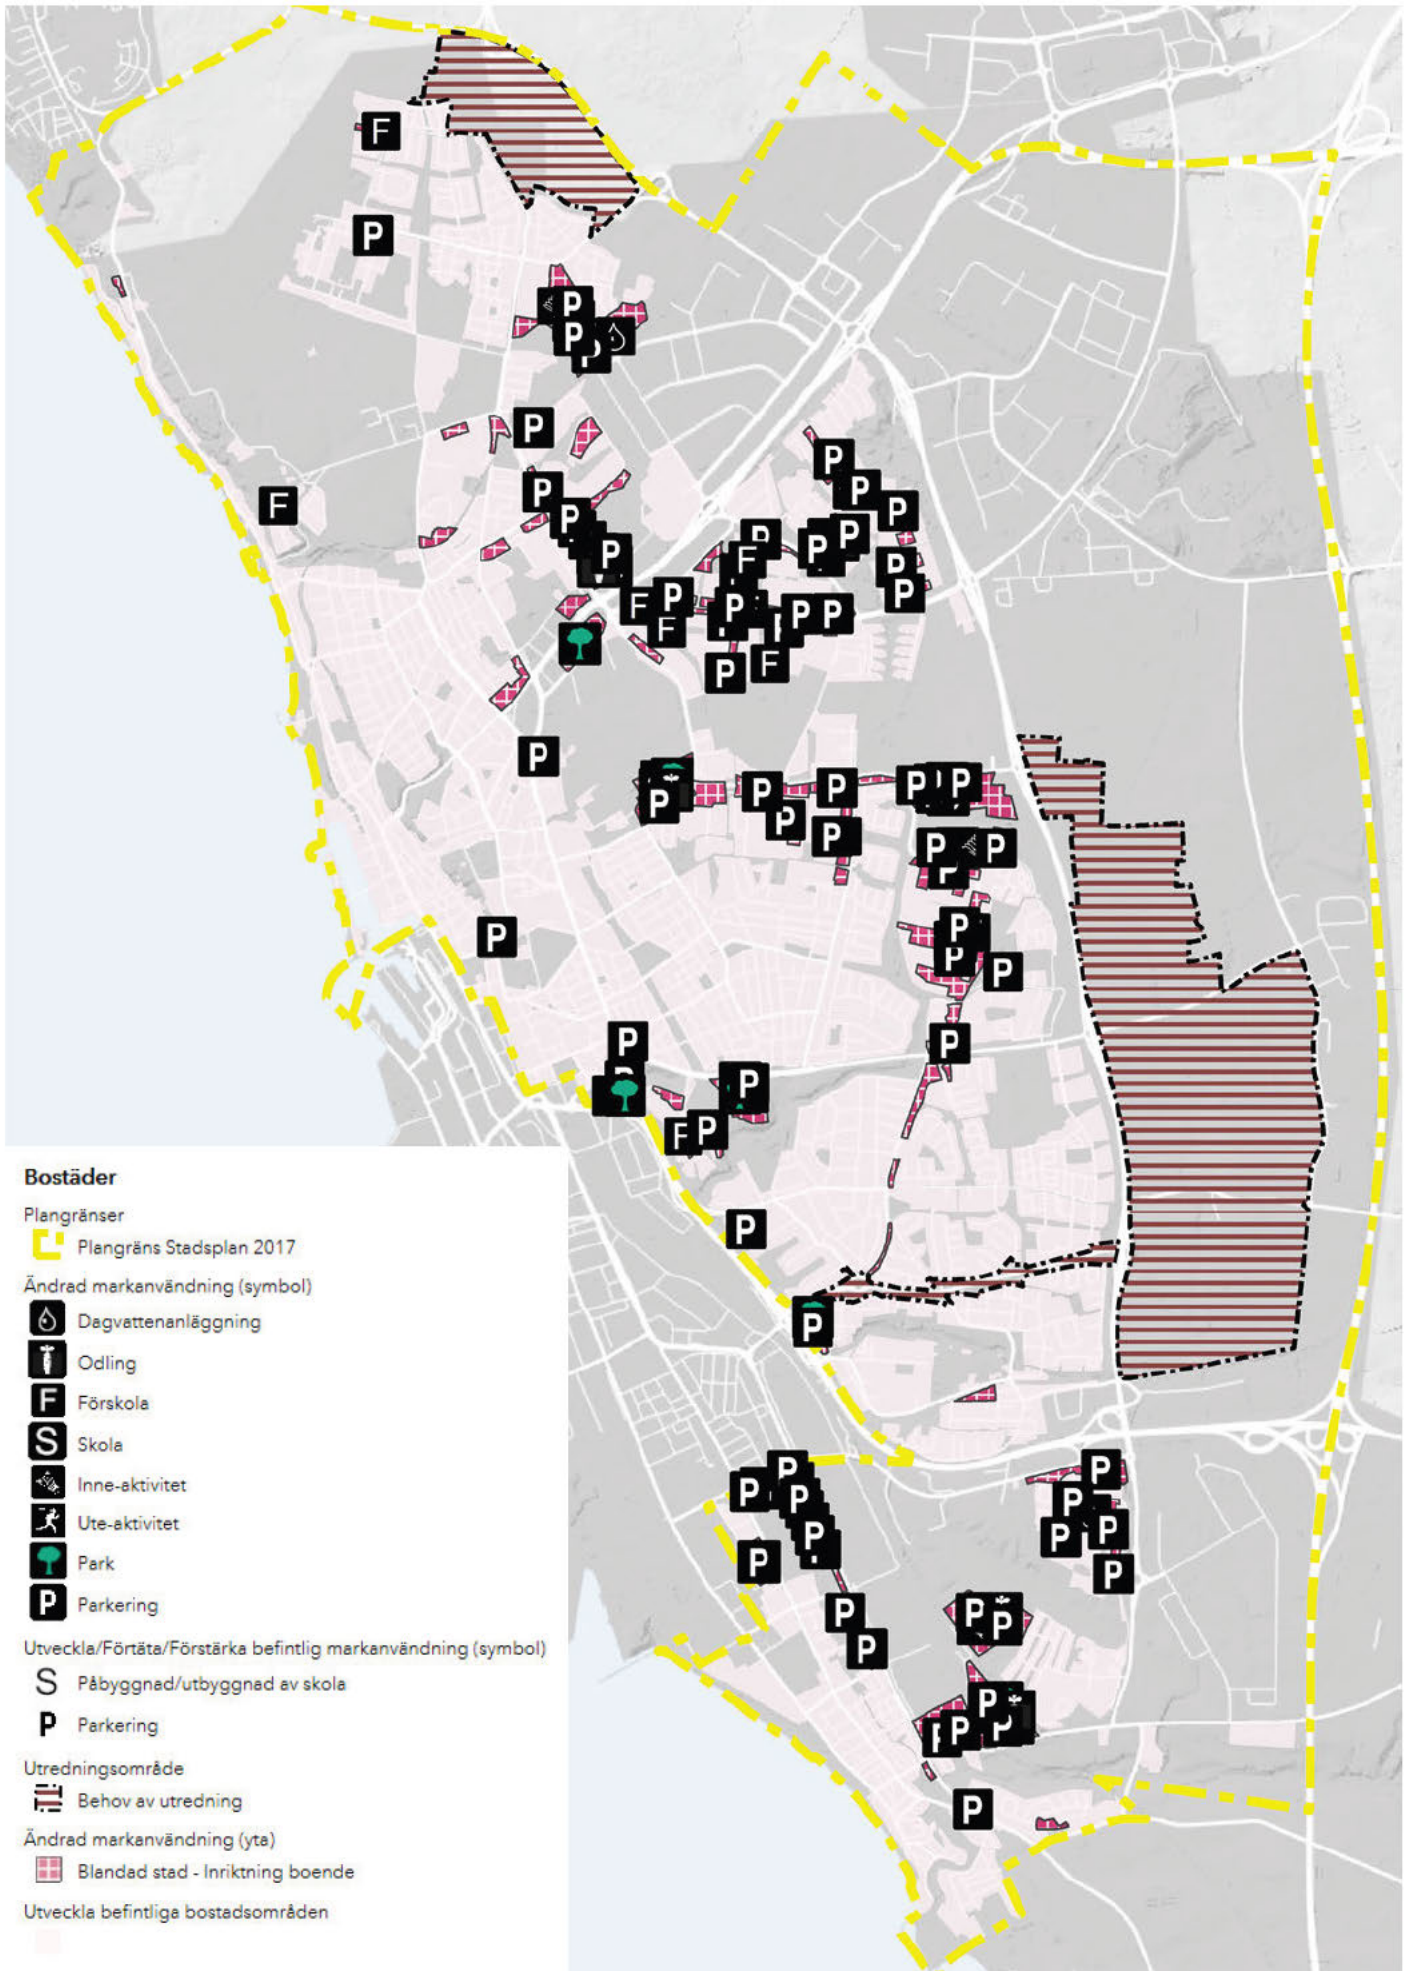 Bostäder
Plangränser
Plangräns Stadsplan 2017
Ändrad markanvändning (symbol)
Dagvattenanläggning
Odling
F Förskola
S Skola
Inne-aktivitet
Ute-aktivitet
Park
P Parkering
Utveckla/Förtäta/Förstärka befintlig markanvändning (symbol)
S Påbyggnad/utbyggnad av skola
P Parkering
Utredningsområde
Behov av utredning
Ändrad markanvändning (yta)
Blandad stad - Inriktning boende
Utveckla befintliga bostadsområden